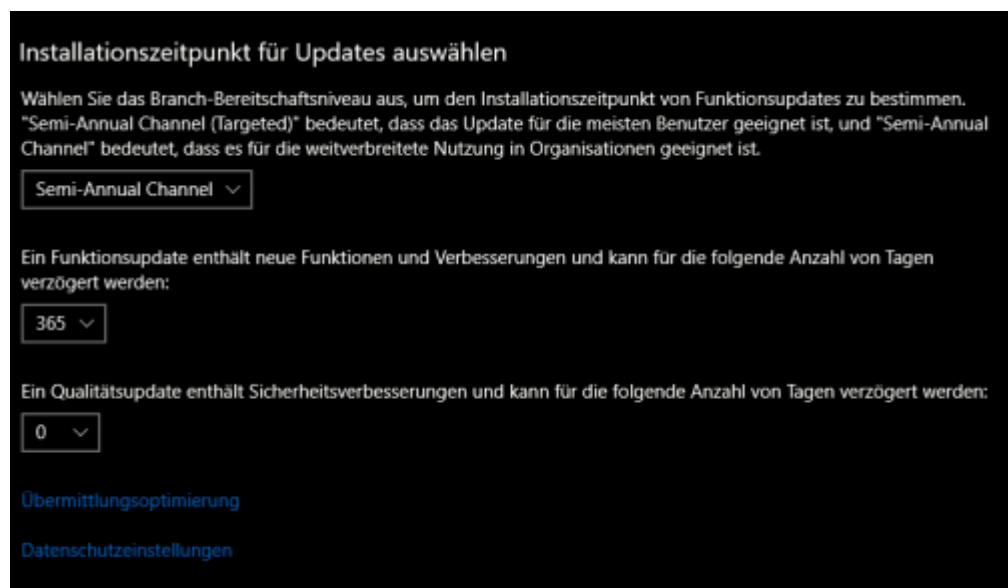 Installationszeitpunkt für Updates auswählen
Wählen Sie das Branch-Bereitschaftsniveau aus, um den Installationszeitpunkt von Funktionsupdates zu bestimmen.
"Semi-Annual Channel (Targeted)" bedeutet, dass das Update für die meisten Benutzer geeignet ist, und "Semi-Annual
Channel" bedeutet, dass es für die weitverbreitete Nutzung in Organisationen geeignet ist.
Semi-Annual Channel
Ein Funktionsupdate enthält neue Funktionen und Verbesserungen und kann für die folgende Anzahl von Tagen
verzögert werden:
365
Ein Qualitätsupdate enthält Sicherheitsverbesserungen und kann für die folgende Anzahl von Tagen verzögert werden:
0
Übermittlungsoptimierung
Datenschutzeinstellungen